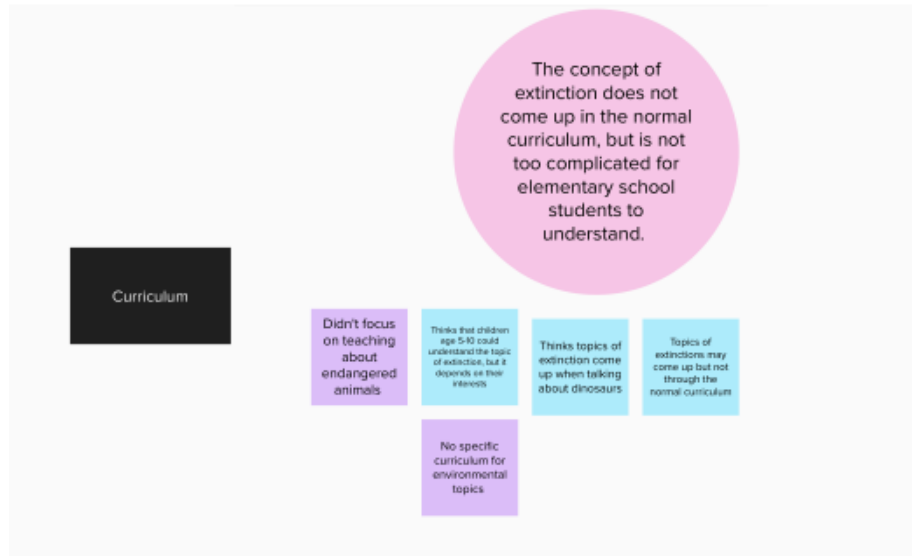 The concept of
extinction does not
come up in the normal
curriculum, but is not
too complicated for
elementary school
students to
understand.
Curriculum
Didn't focus
on teaching
about
endangered
animals
Thinks that children
age 5-10 could
understand the topic
of extinction, but it
depends on their
interests
Thinks topics of
extinction come
up when talking
about dinosaurs
Topics of
extinctions may
come up but not
through the
normal curriculum
No specific
curriculum for
environmental
topics